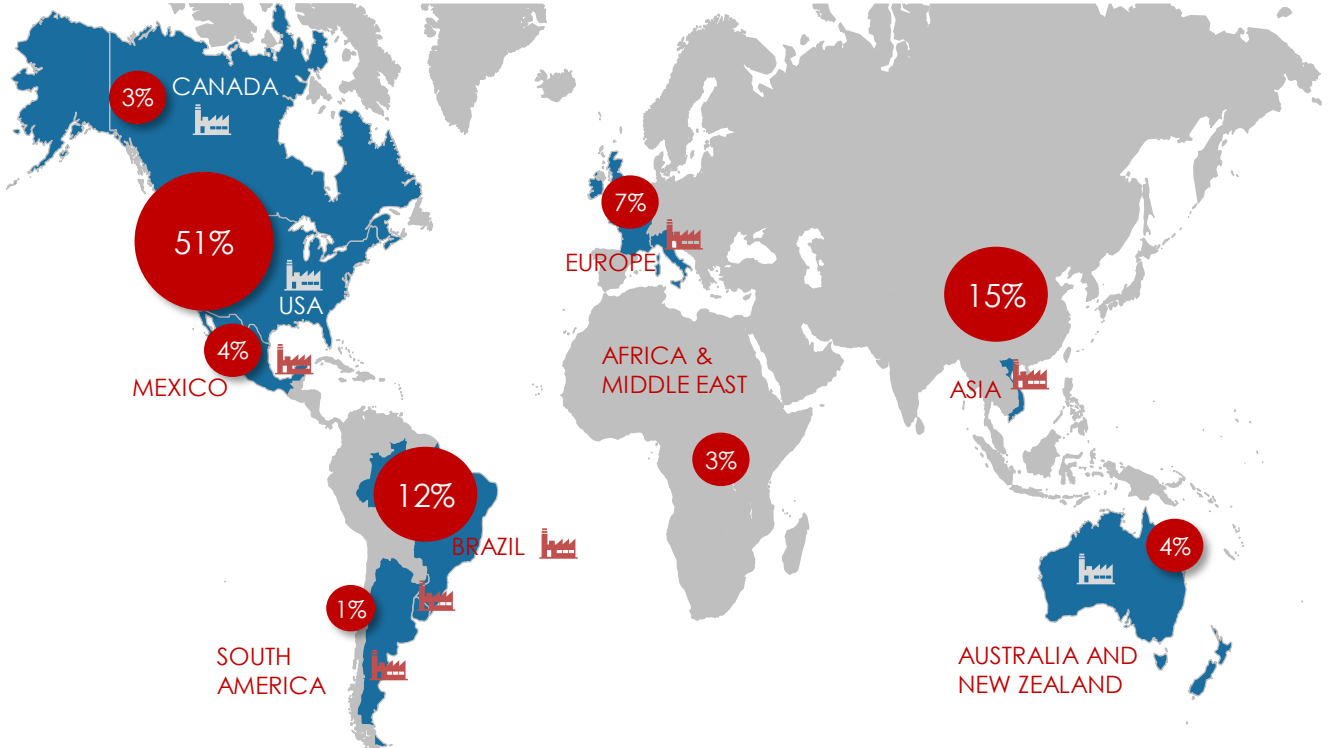 3%
CANADA
51%
USA
4%
MEXICO
7%
EUROPE
AFRICA &
MIDDLE EAST
3%
15%
ASIA
12%
BRAZIL
1%
SOUTH
AMERICA
4%
AUSTRALIA AND
NEW ZEALAND